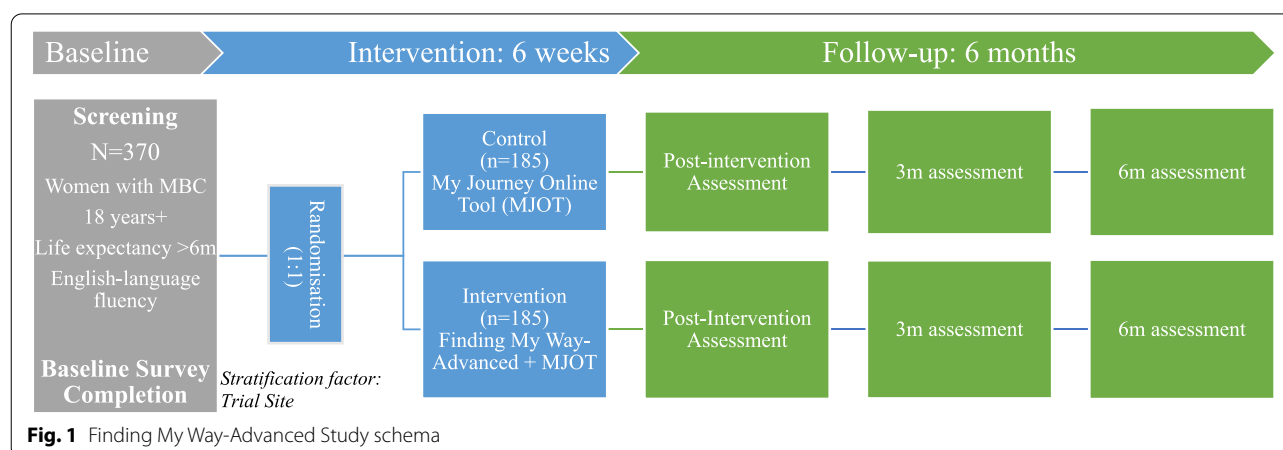 Baseline
Intervention: 6 weeks
Follow-up: 6 months
Screening
N=370
Women with MBC
18 years+
Life expectancy >6m
English-language
fluency
Baseline Survey
Completion
Randomisation
(1:1)
Stratification factor:
Trial Site
Control
(n=185)
My Journey Online
Tool (MJOT)
Post-intervention
Assessment
3m assessment
6m assessment
Intervention
(n=185)
Finding My Way-
Advanced + MJOT
Post-Intervention
Assessment
3m assessment
6m assessment
Fig. 1 Finding My Way-Advanced Study schema